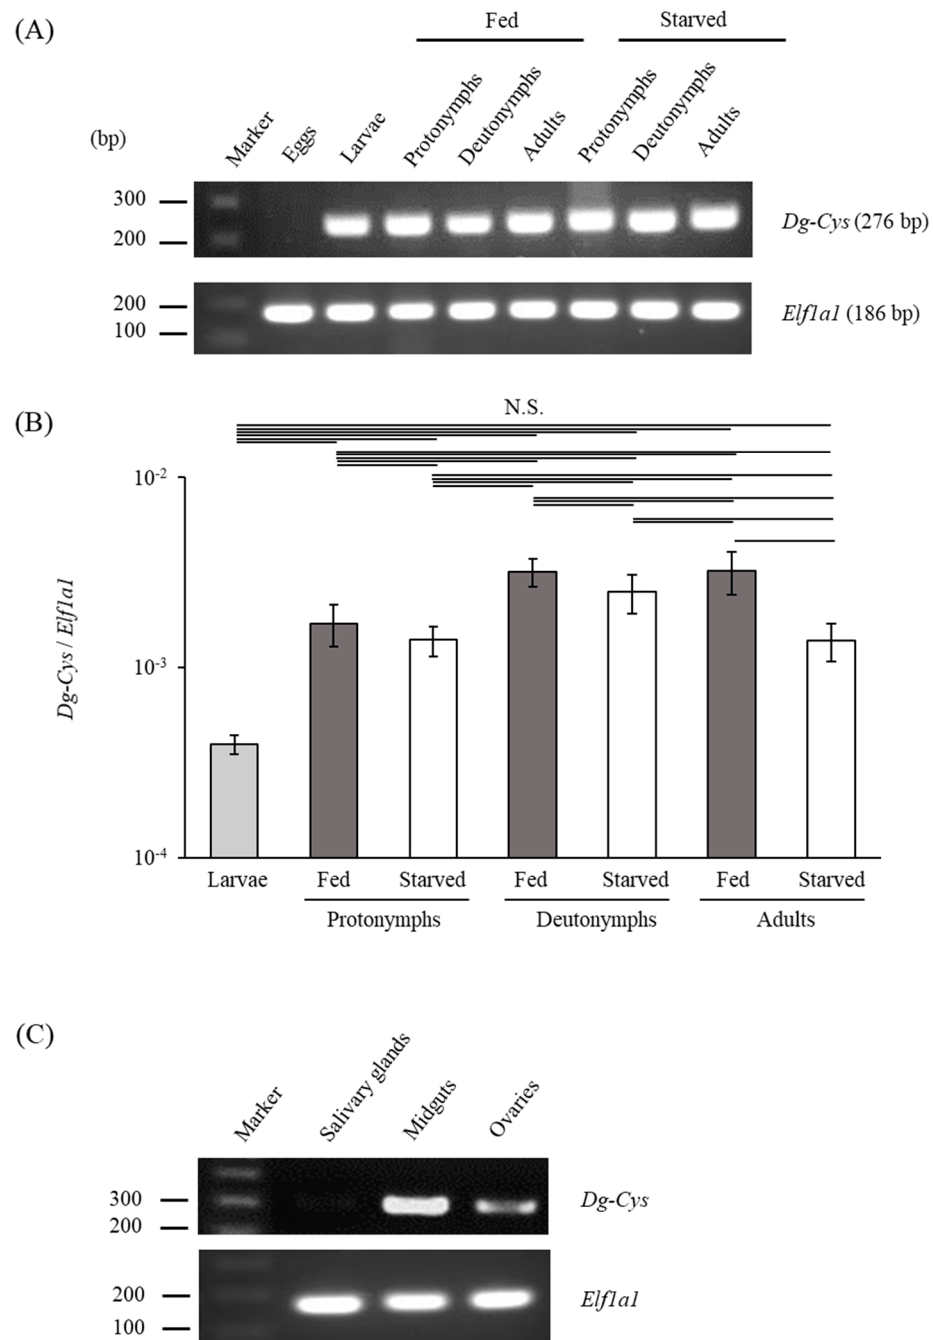 (A)
Fed Starved
(bp) Marker Eggs Larvae Protonymphs Deutonymphs Adults Protonymphs Deutonymphs Adults
300
200
Dg-Cys (276 bp)
200
100
Elf1a1 (186 bp)
(B)
N.S.
10-2
10-3
10-4
Dg-Cys / Elf1a1
Larvae Fed Starved Fed Starved Fed Starved
Protonymphs Deutonymphs Adults
(C)
Marker Salivary glands Midguts Ovaries
300
200
Dg-Cys
200
100
Elf1a1